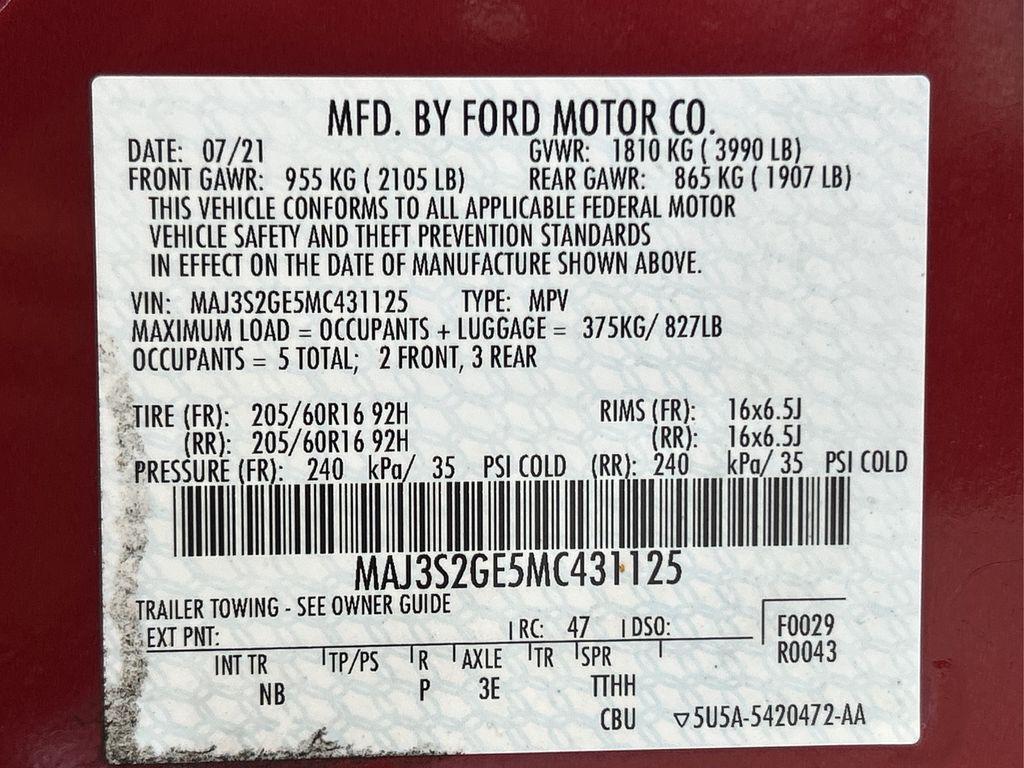 MFD. BY FORD MOTOR CO.
DATE: 07/21 GVWR: 1810 KG ( 3990 LB)
FRONT GAWR: 955 KG ( 2105 LB) REAR GAWR: 865 KG ( 1907 LB)
THIS VEHICLE CONFORMS TO ALL APPLICABLE FEDERAL MOTOR
VEHICLE SAFETY AND THEFT PREVENTION STANDARDS
IN EFFECT ON THE DATE OF MANUFACTURE SHOWN ABOVE.
VIN: MAJ3S2GE5MC431125 TYPE: MPV
MAXIMUM LOAD = OCCUPANTS + LUGGAGE = 375KG/ 827LB
OCCUPANTS = 5 TOTAL; 2 FRONT, 3 REAR
TIRE (FR): 205/60R16 92H RIMS (FR): 16x6.5J
(RR): 205/60R16 92H (RR): 16x6.5J
PRESSURE (FR): 240 kPa/ 35 PSI COLD (RR): 240 kPa/ 35 PSI COLD
MAJ3S2GE5MC431125
TRAILER TOWING - SEE OWNER GUIDE
EXT PNT: RC: 47 DSO: F0029
INT TR TP/PS R AXLE TR SPR R0043
NB P 3E TTHH
CBU ▽5U5A-5420472-AA